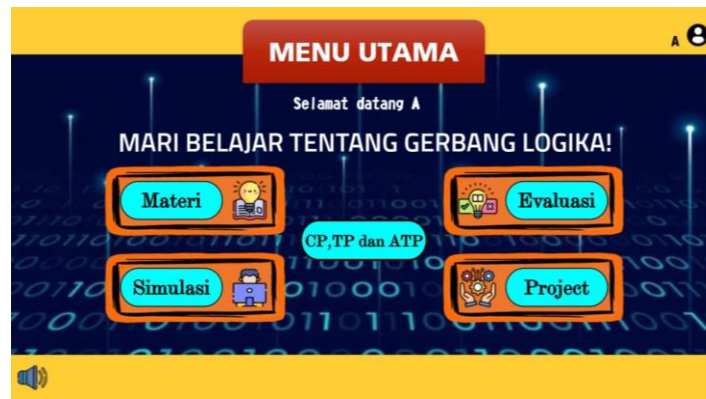 MENU UTAMA
A
Selamat datang A
MARI BELAJAR TENTANG GERBANG LOGIKA!
Materi
Evaluasi
CP,TP dan ATP
Simulasi
Project